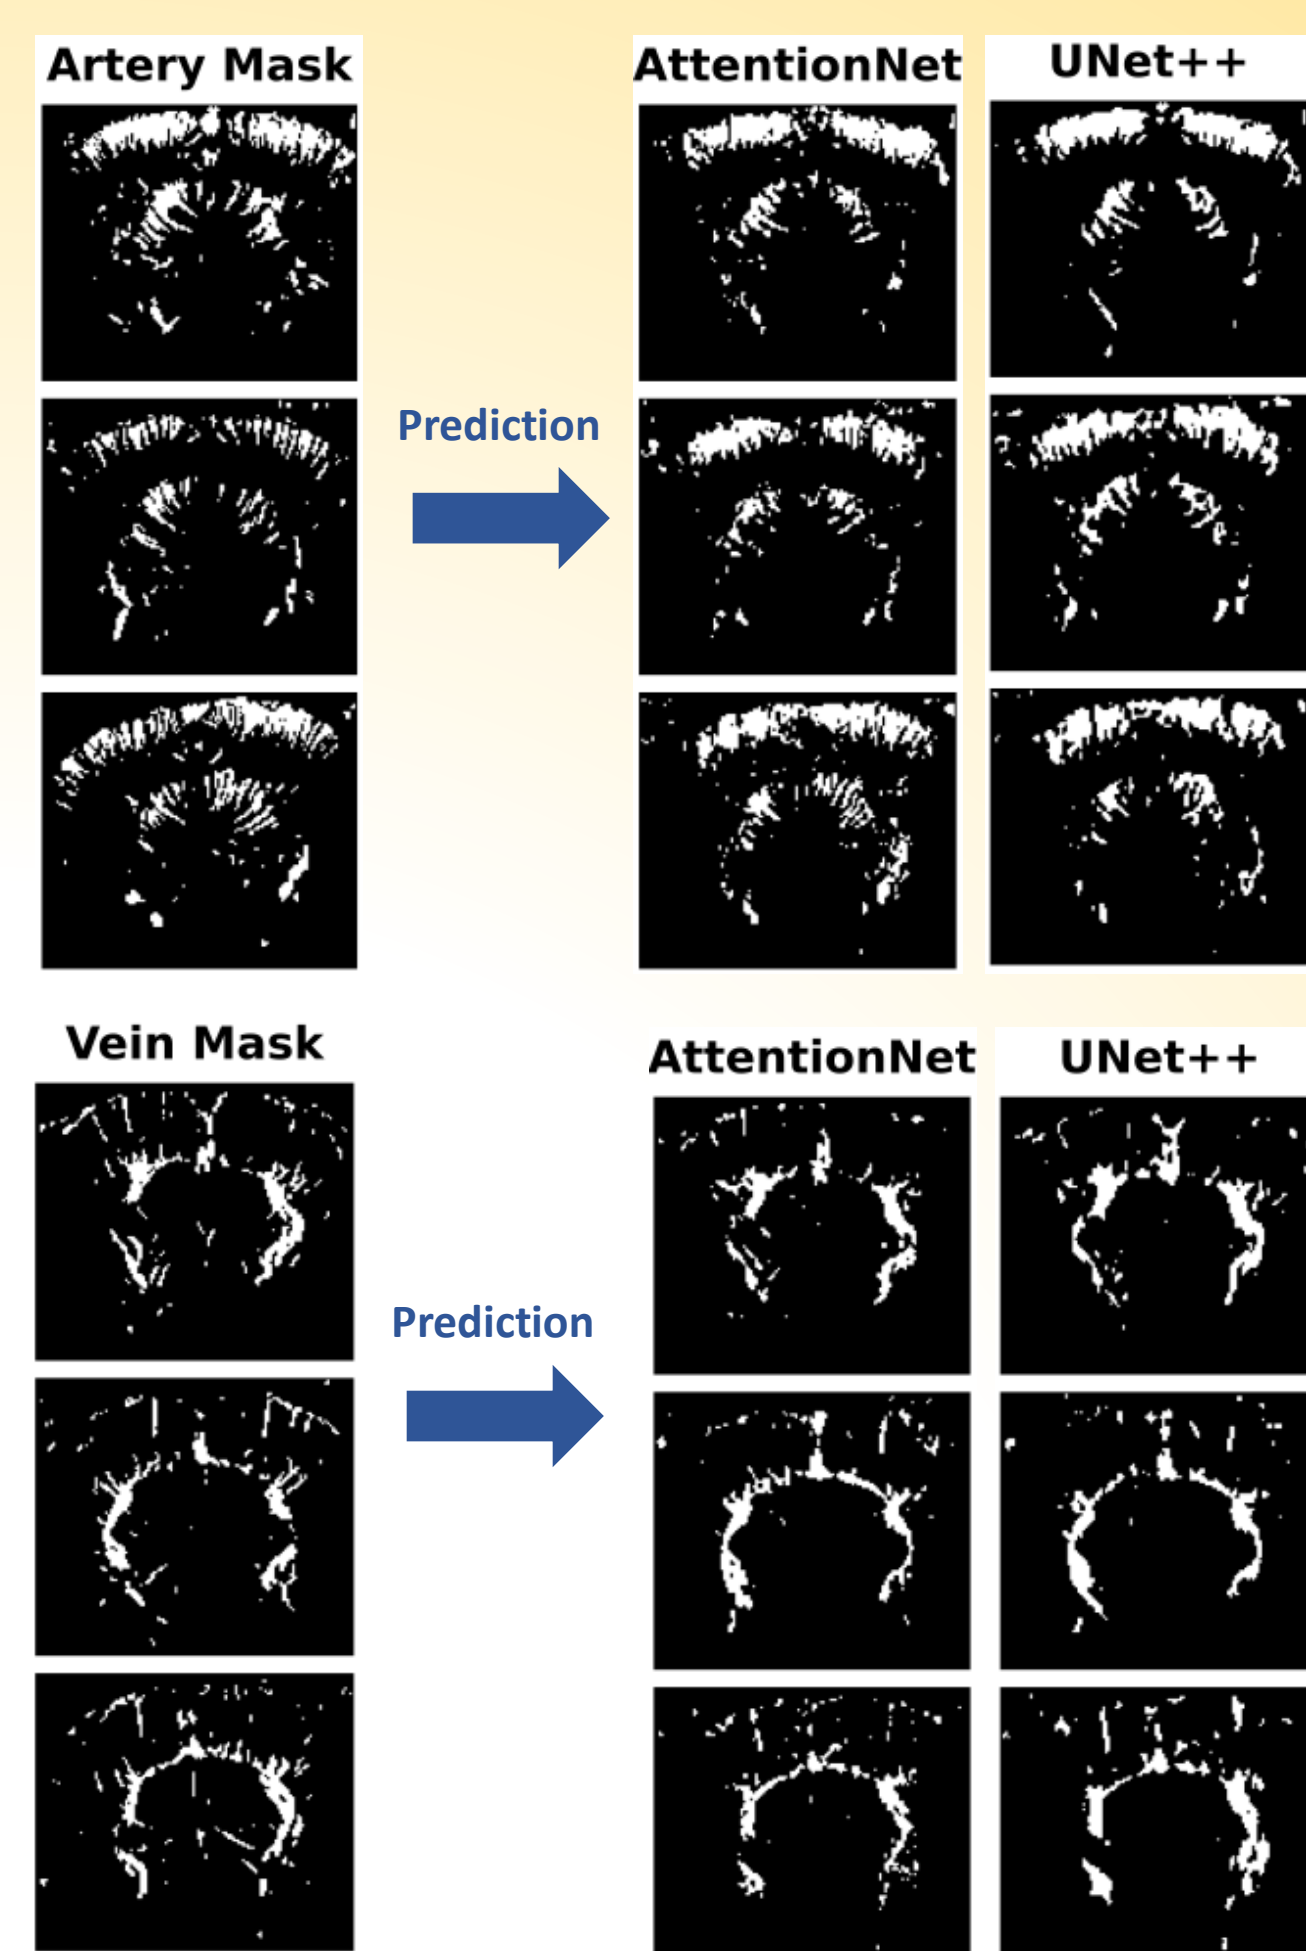 Artery Mask
AttentionNet
UNet++
Prediction
Vein Mask
AttentionNet
UNet++
Prediction